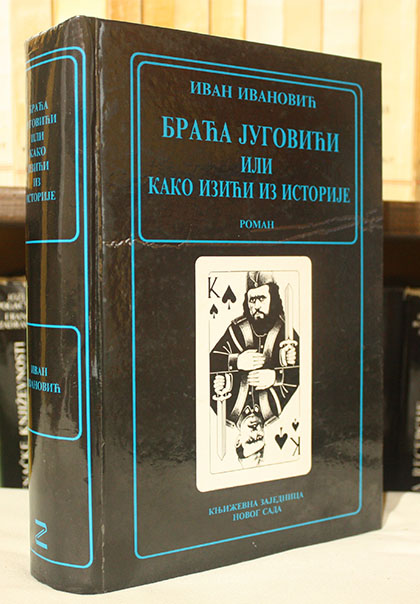 ИВАН ИВАНОВИЋ
БРАЋА ЈУГОВИЋИ
ИЛИ
КАКО ИЗИЋИ ИЗ ИСТОРИЈЕ
РОМАН
K
K
КЊИЖЕВНА ЗАЈЕДНИЦА
НОВОГ САДА
БРАЋА
ЈУГОВИЋИ
ИЛИ
КАКО
ИЗИЋИ
ИЗ
ИСТОРИЈЕ
ИВАН
ИВАНОВИЋ
KNJIŽEVNOSTI